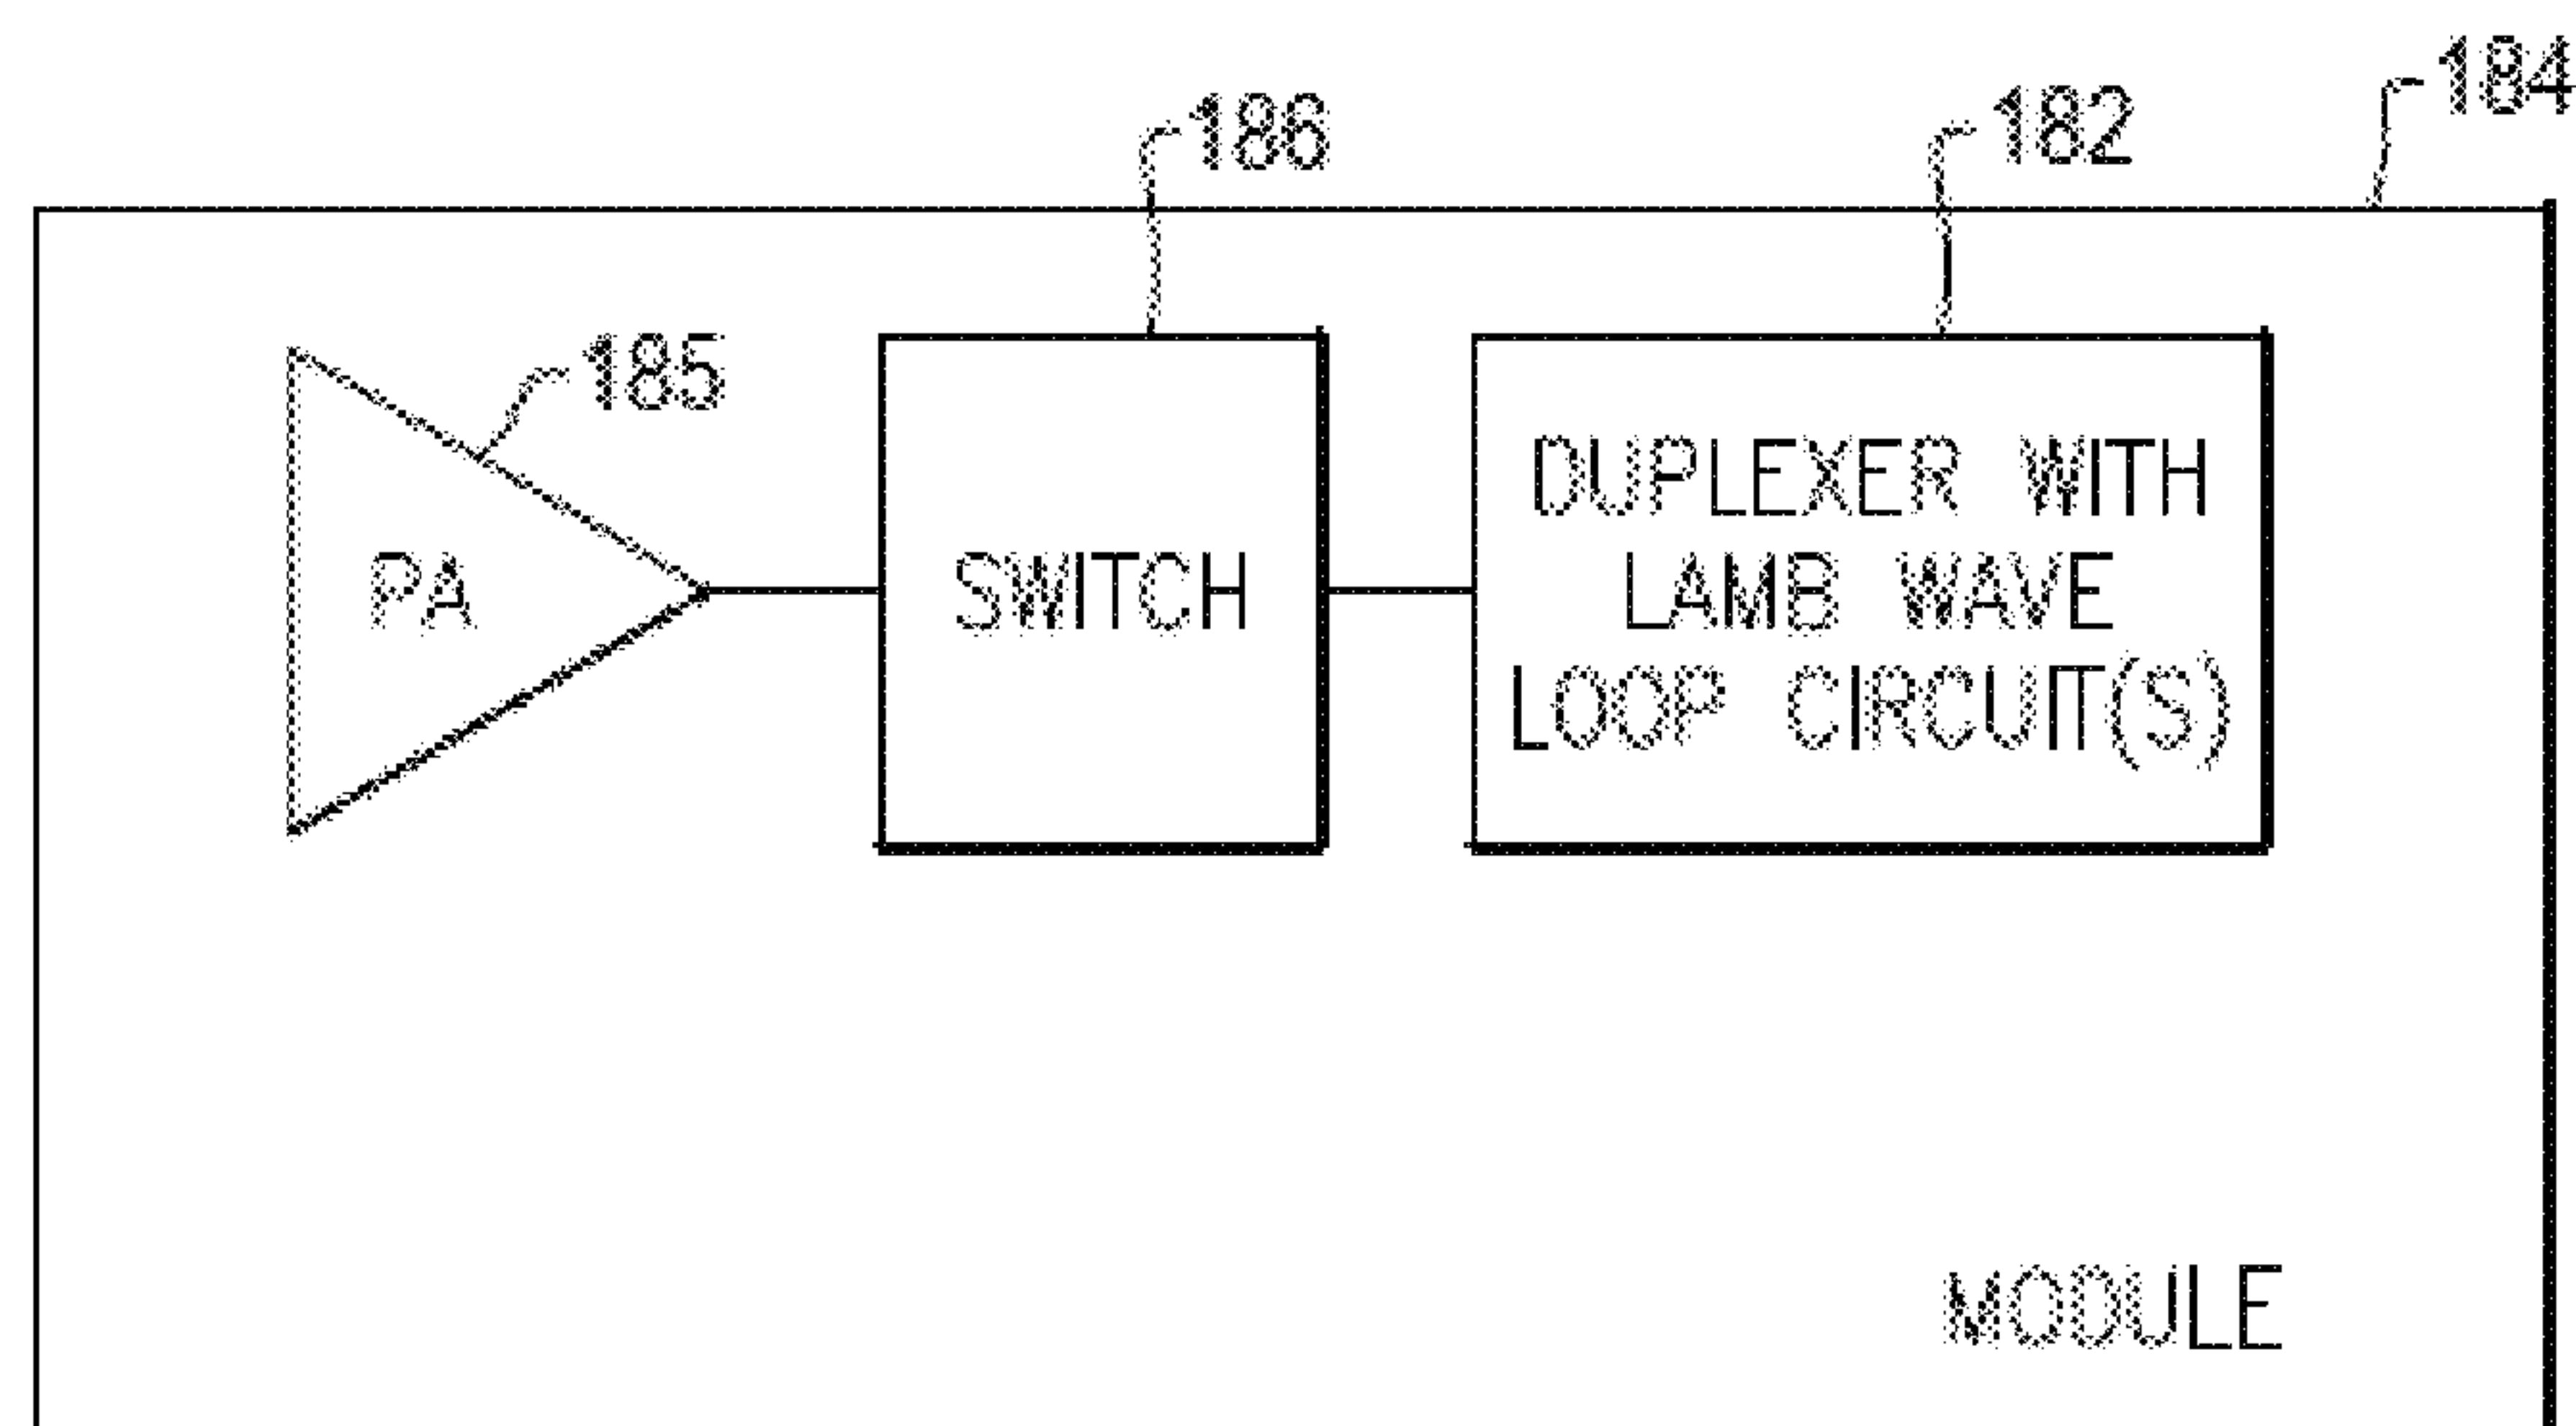 184
186
182
185
PA
SWITCH
DUPLEXER WITH
LAMB WAVE
LOOP CIRCUIT(S)
MODULE